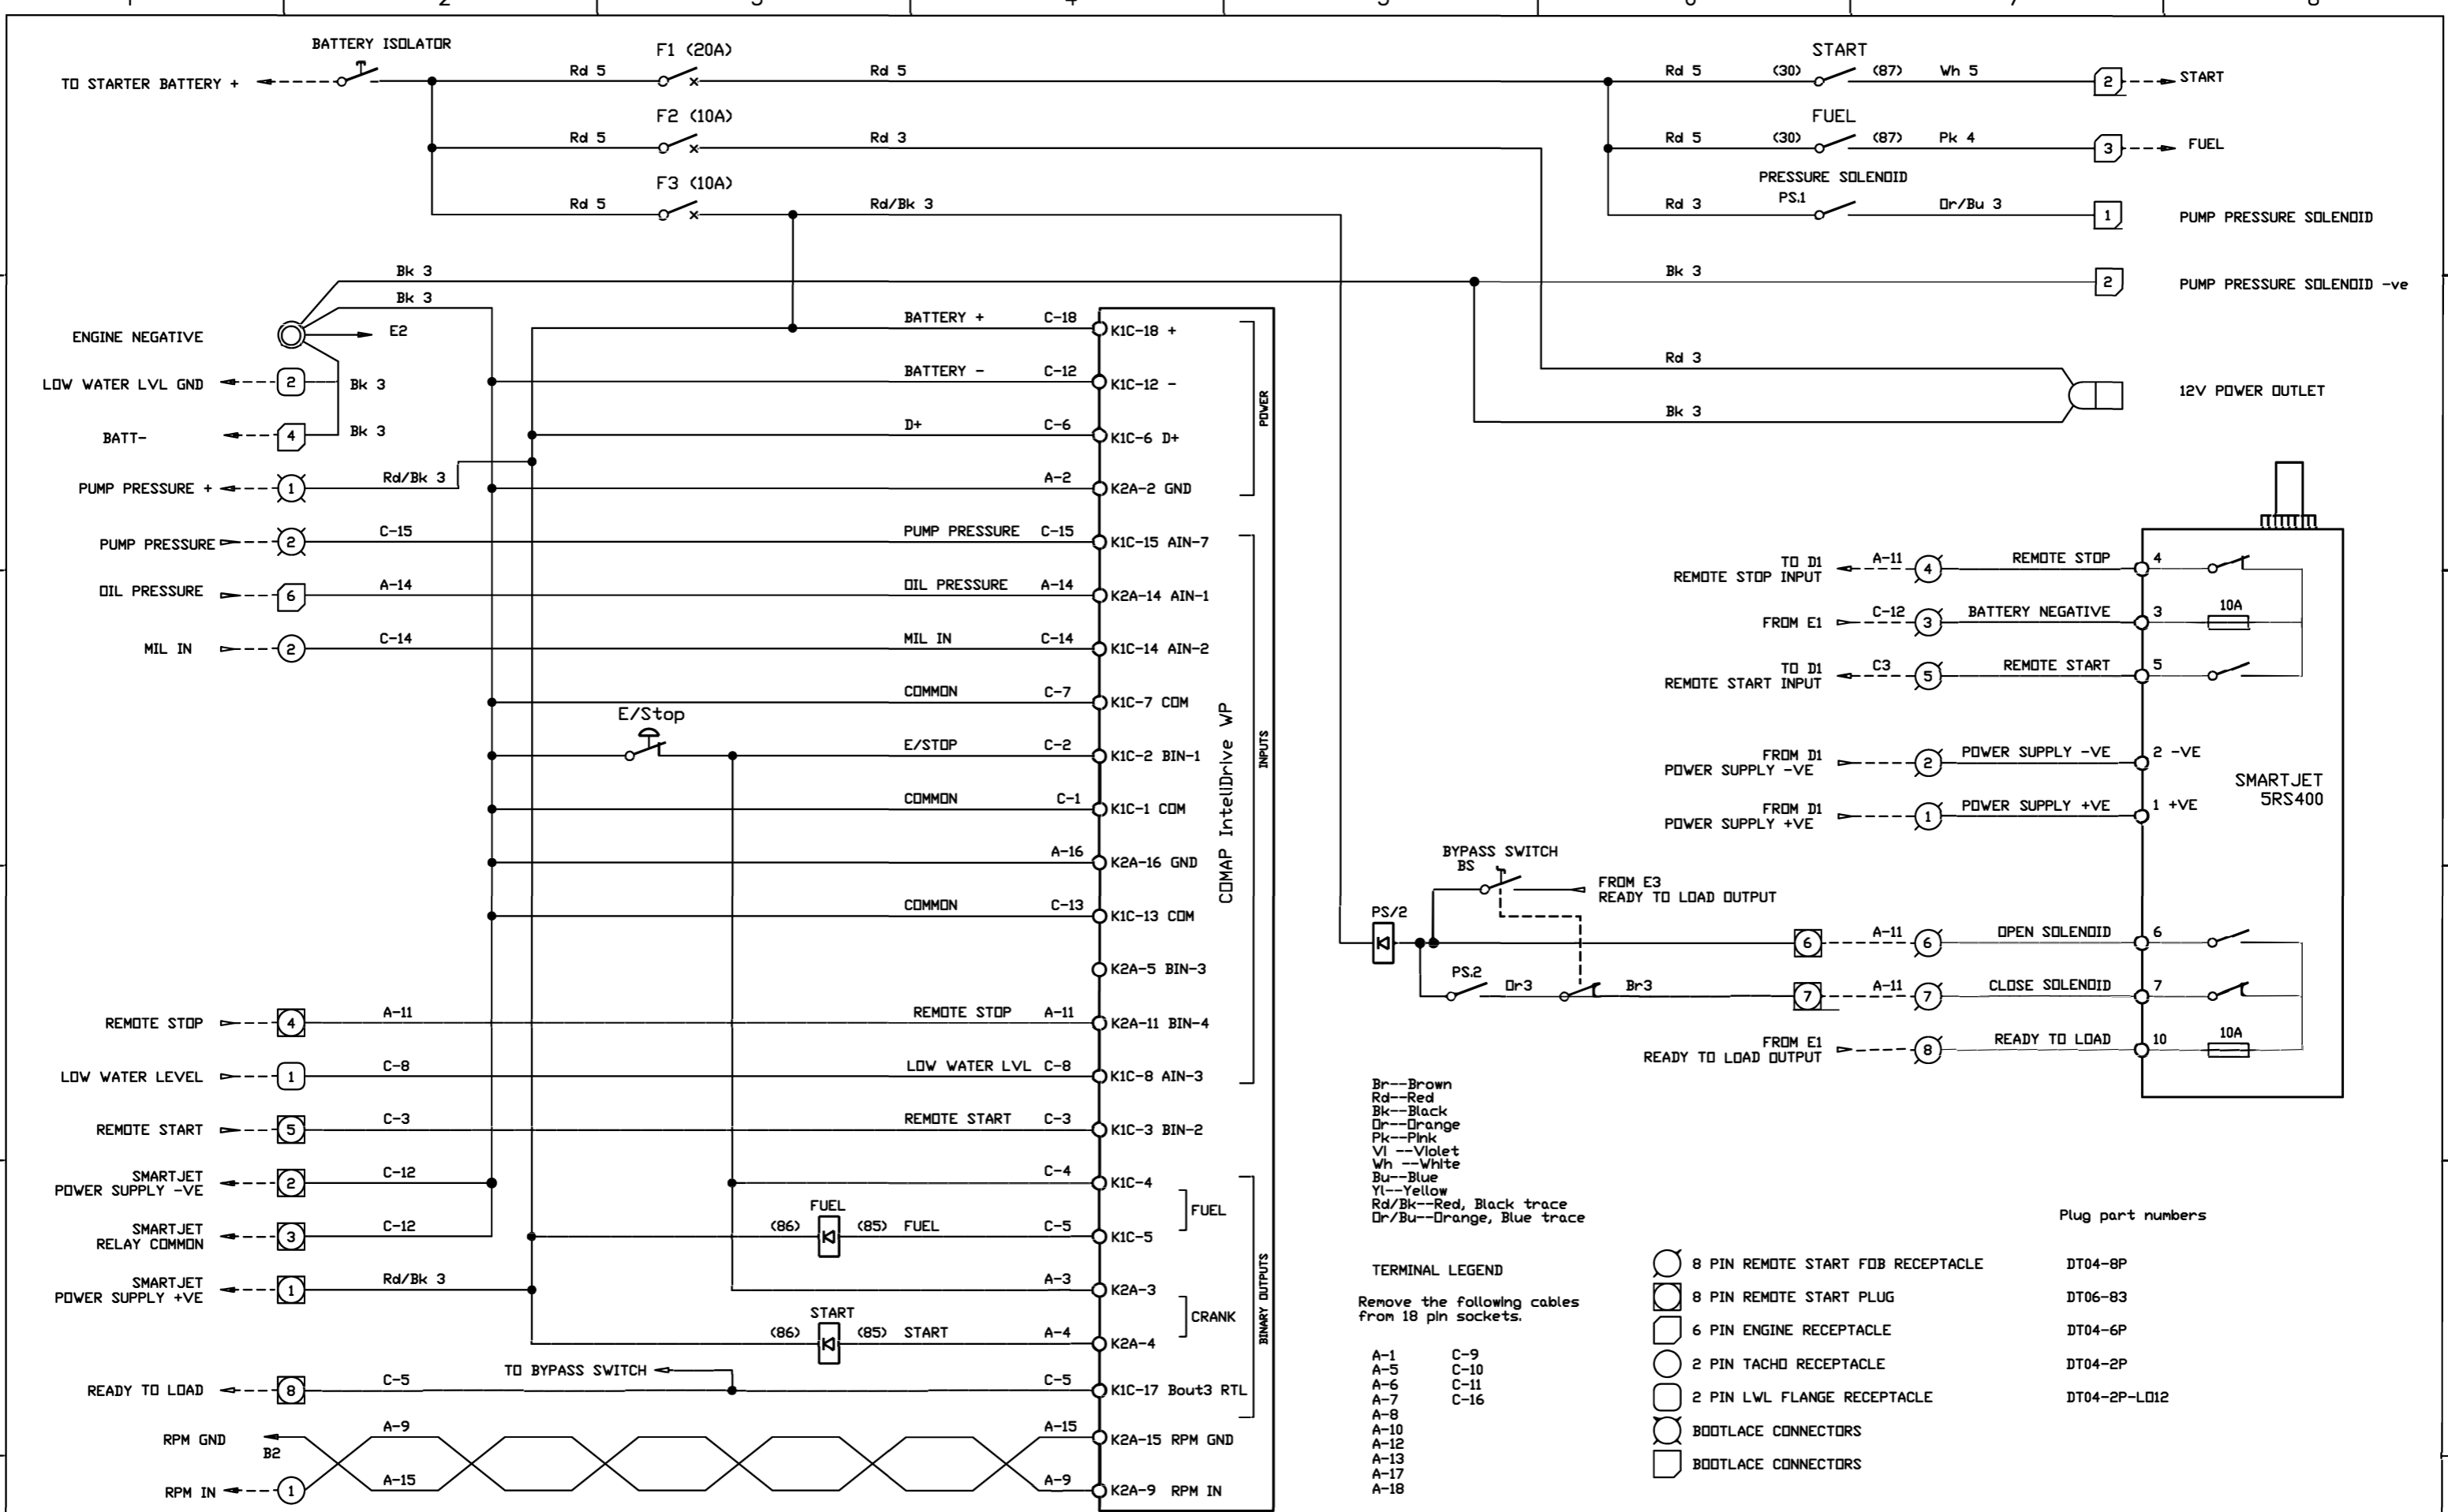 BATTERY ISOLATOR
F1 (20A)
START
TO STARTER BATTERY +
Rd 5
Rd 5
Rd 5
(30)
(87)
Wh 5
2
START
F2 (10A)
FUEL
Rd 5
Rd 3
Rd 5
(30)
(87)
Pk 4
3
FUEL
F3 (10A)
PRESSURE SOLENOID
Rd 5
Rd/Bk 3
Rd 3
PS.1
Or/Bu 3
1
PUMP PRESSURE SOLENOID
Bk 3
Bk 3
2
PUMP PRESSURE SOLENOID -ve
Bk 3
ENGINE NEGATIVE
E2
BATTERY +
C-18
K1C-18 +
LOW WATER LVL GND
2
Bk 3
BATTERY -
C-12
K1C-12 -
Rd 3
12V POWER OUTLET
Bk 3
BATT-
4
Bk 3
D+
C-6
K1C-6 D+
POWER
PUMP PRESSURE +
1
Rd/Bk 3
A-2
K2A-2 GND
PUMP PRESSURE
2
C-15
PUMP PRESSURE
C-15
K1C-15 AIN-7
OIL PRESSURE
6
A-14
OIL PRESSURE
A-14
K2A-14 AIN-1
MIL IN
2
C-14
MIL IN
C-14
K1C-14 AIN-2
COMMON
C-7
K1C-7 COM
E/Stop
E/STOP
C-2
K1C-2 BIN-1
COMMON
C-1
K1C-1 COM
A-16
K2A-16 GND
COMMON
C-13
K1C-13 COM
K2A-5 BIN-3
COMAP InteliDrive WP
INPUTS
REMOTE STOP
4
A-11
REMOTE STOP
A-11
K2A-11 BIN-4
LOW WATER LEVEL
1
C-8
LOW WATER LVL
C-8
K1C-8 AIN-3
REMOTE START
5
C-3
REMOTE START
C-3
K1C-3 BIN-2
SMARTJET
POWER SUPPLY -VE
2
C-12
C-4
K1C-4
FUEL
SMARTJET
RELAY COMMON
3
C-12
FUEL
(86)
(85)
FUEL
C-5
K1C-5
SMARTJET
POWER SUPPLY +VE
1
Rd/Bk 3
A-3
K2A-3
CRANK
START
(86)
(85)
START
A-4
K2A-4
BINARY OUTPUTS
TO BYPASS SWITCH
READY TO LOAD
8
C-5
C-5
K1C-17 Bout3 RTL
RPM GND
B2
A-9
A-15
K2A-15 RPM GND
RPM IN
1
A-15
A-9
K2A-9 RPM IN
TO D1
REMOTE STOP INPUT
A-11
4
REMOTE STOP
4
FROM E1
C-12
3
BATTERY NEGATIVE
3
10A
TO D1
REMOTE START INPUT
C3
5
REMOTE START
5
FROM D1
POWER SUPPLY -VE
2
POWER SUPPLY -VE
2 -VE
SMARTJET
5RS400
FROM D1
POWER SUPPLY +VE
1
POWER SUPPLY +VE
1 +VE
BYPASS SWITCH
BS
FROM E3
READY TO LOAD OUTPUT
PS/2
6
A-11
6
OPEN SOLENOID
6
PS.2
Or3
Br3
7
A-11
7
CLOSE SOLENOID
7
FROM E1
READY TO LOAD OUTPUT
8
READY TO LOAD
10
10A
Br--Brown
Rd--Red
Bk--Black
Or--Orange
Pk--Pink
VI --Violet
Wh --White
Bu--Blue
Yl--Yellow
Rd/Bk--Red, Black trace
Or/Bu--Orange, Blue trace
TERMINAL LEGEND
Remove the following cables
from 18 pin sockets.
A-1 C-9
A-5 C-10
A-6 C-11
A-7 C-16
A-8
A-10
A-12
A-13
A-17
A-18
Plug part numbers
8 PIN REMOTE START FOB RECEPTACLE DT04-8P
8 PIN REMOTE START PLUG DT06-83
6 PIN ENGINE RECEPTACLE DT04-6P
2 PIN TACHO RECEPTACLE DT04-2P
2 PIN LWL FLANGE RECEPTACLE DT04-2P-L012
BOOTLACE CONNECTORS
BOOTLACE CONNECTORS